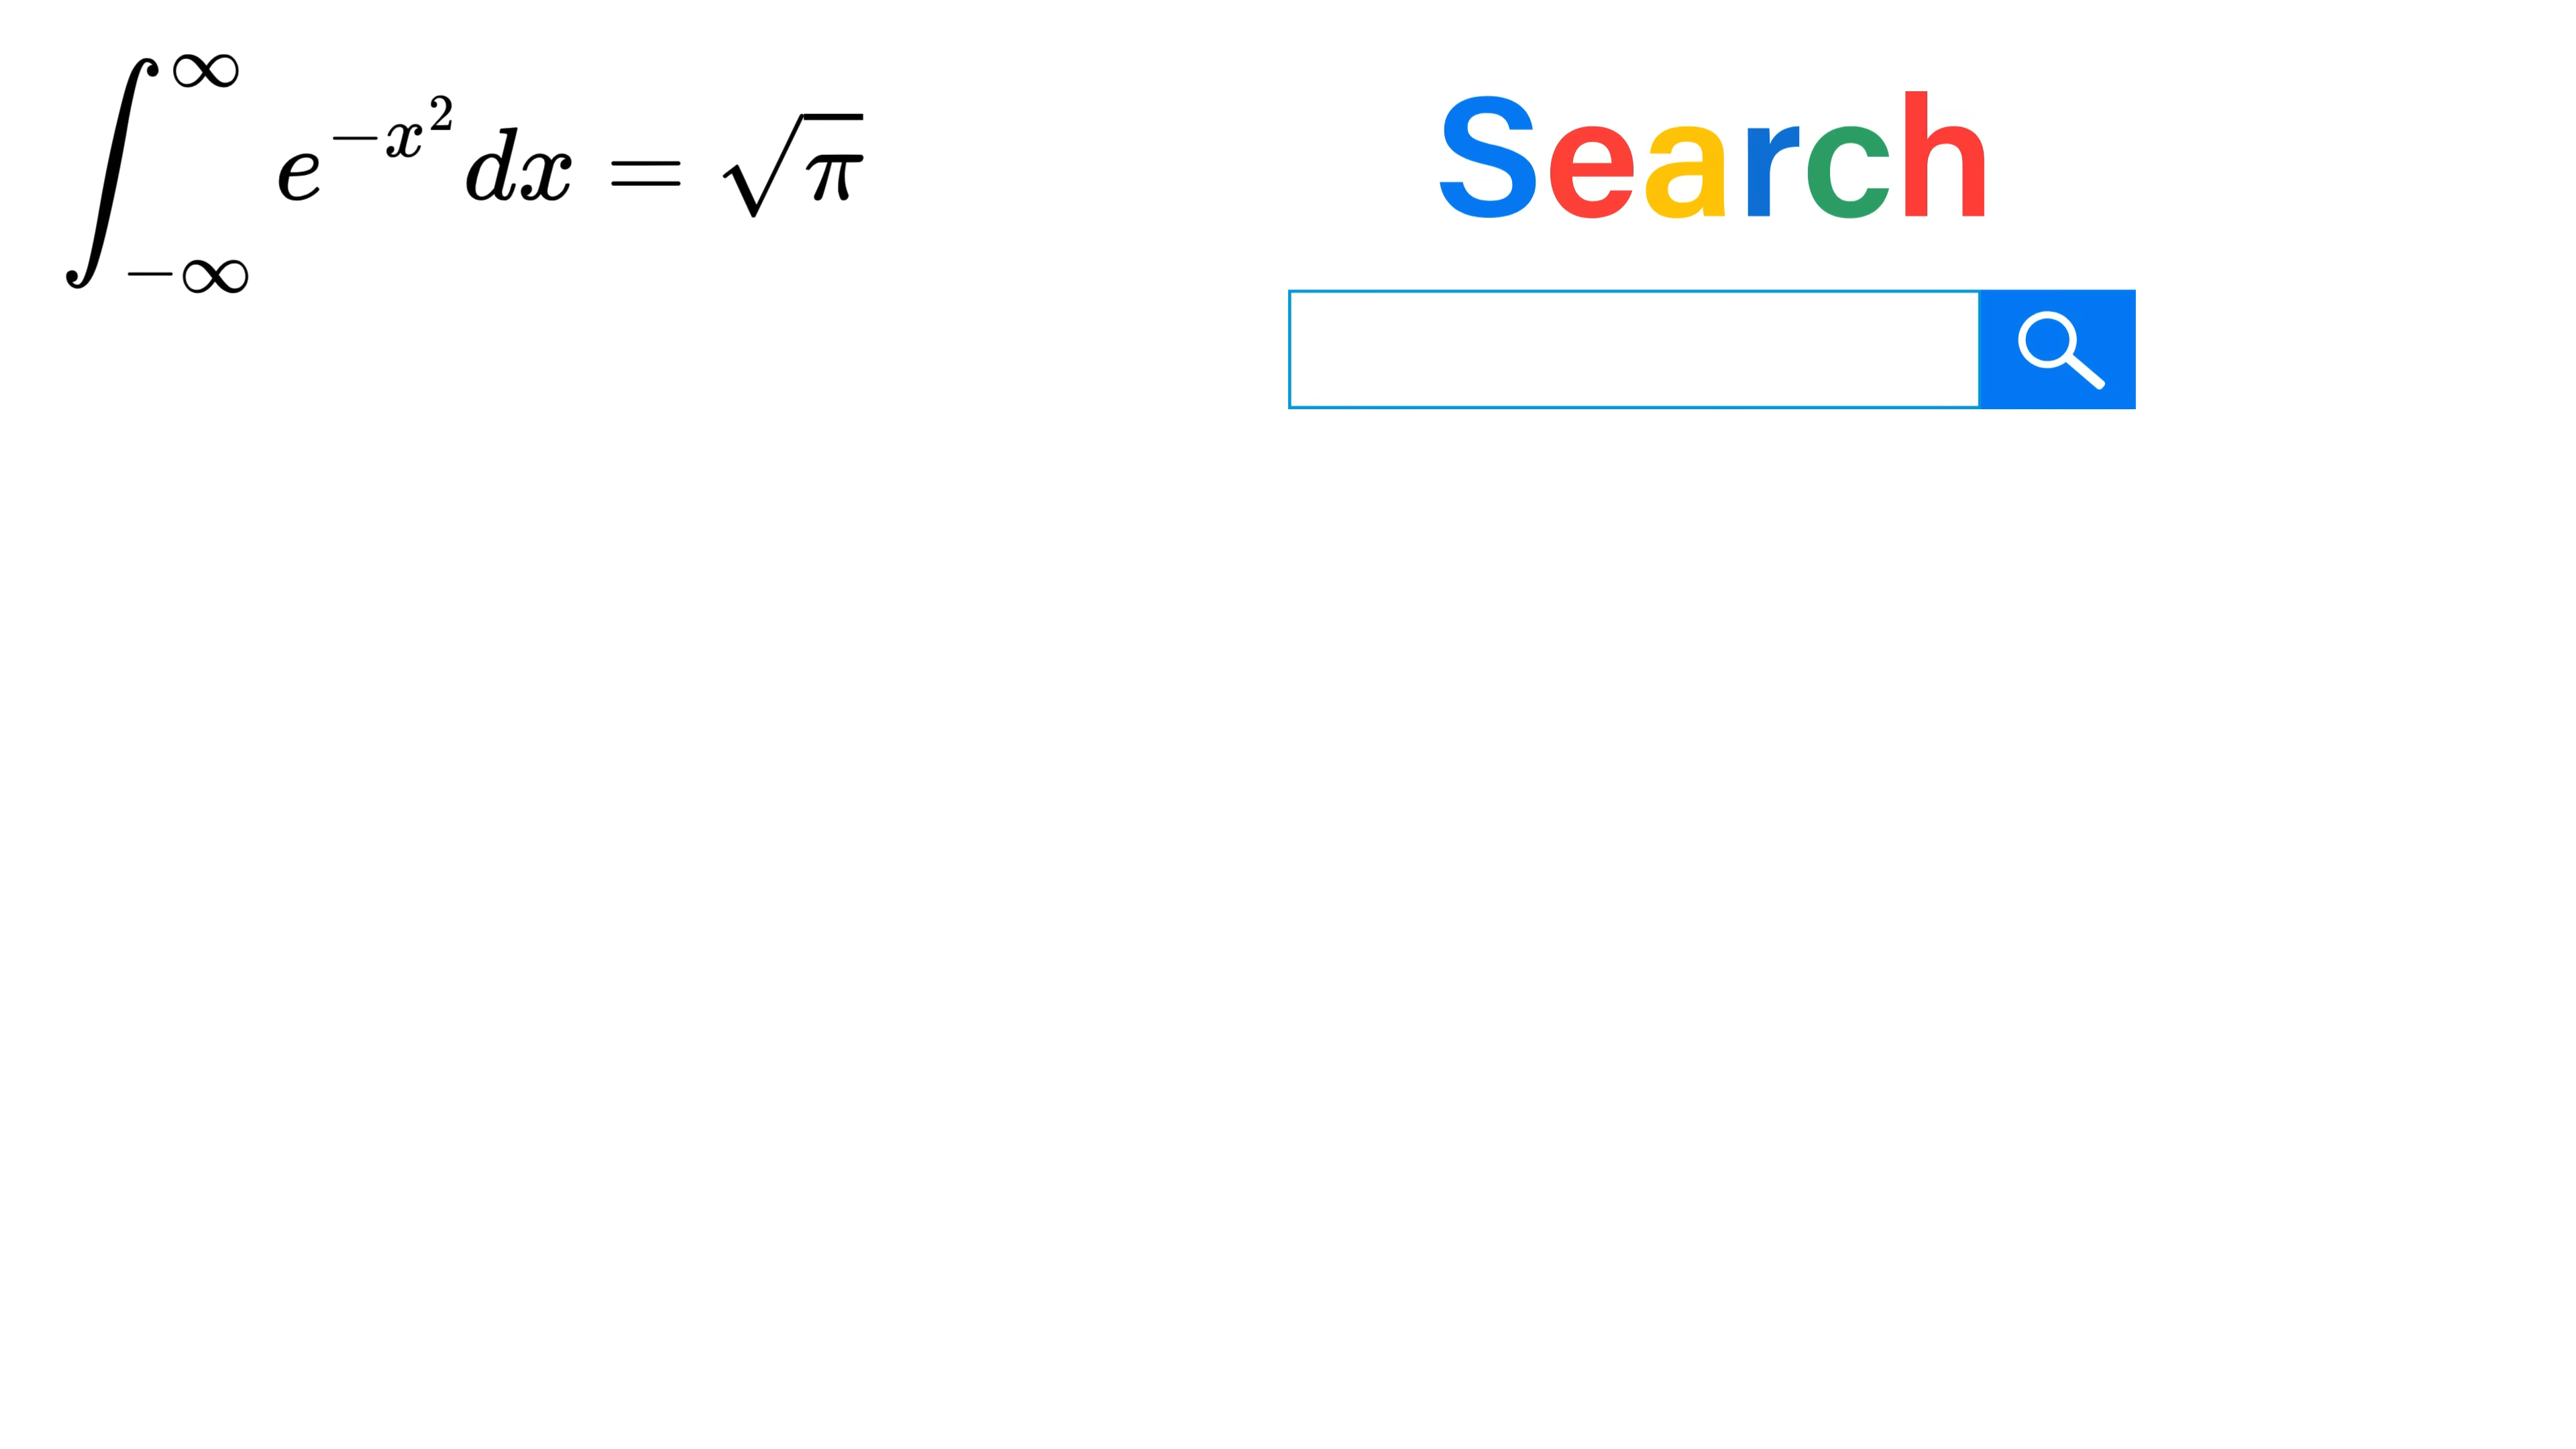 ∫_{-∞}^{∞} e^{-x^2} dx = √π
Search